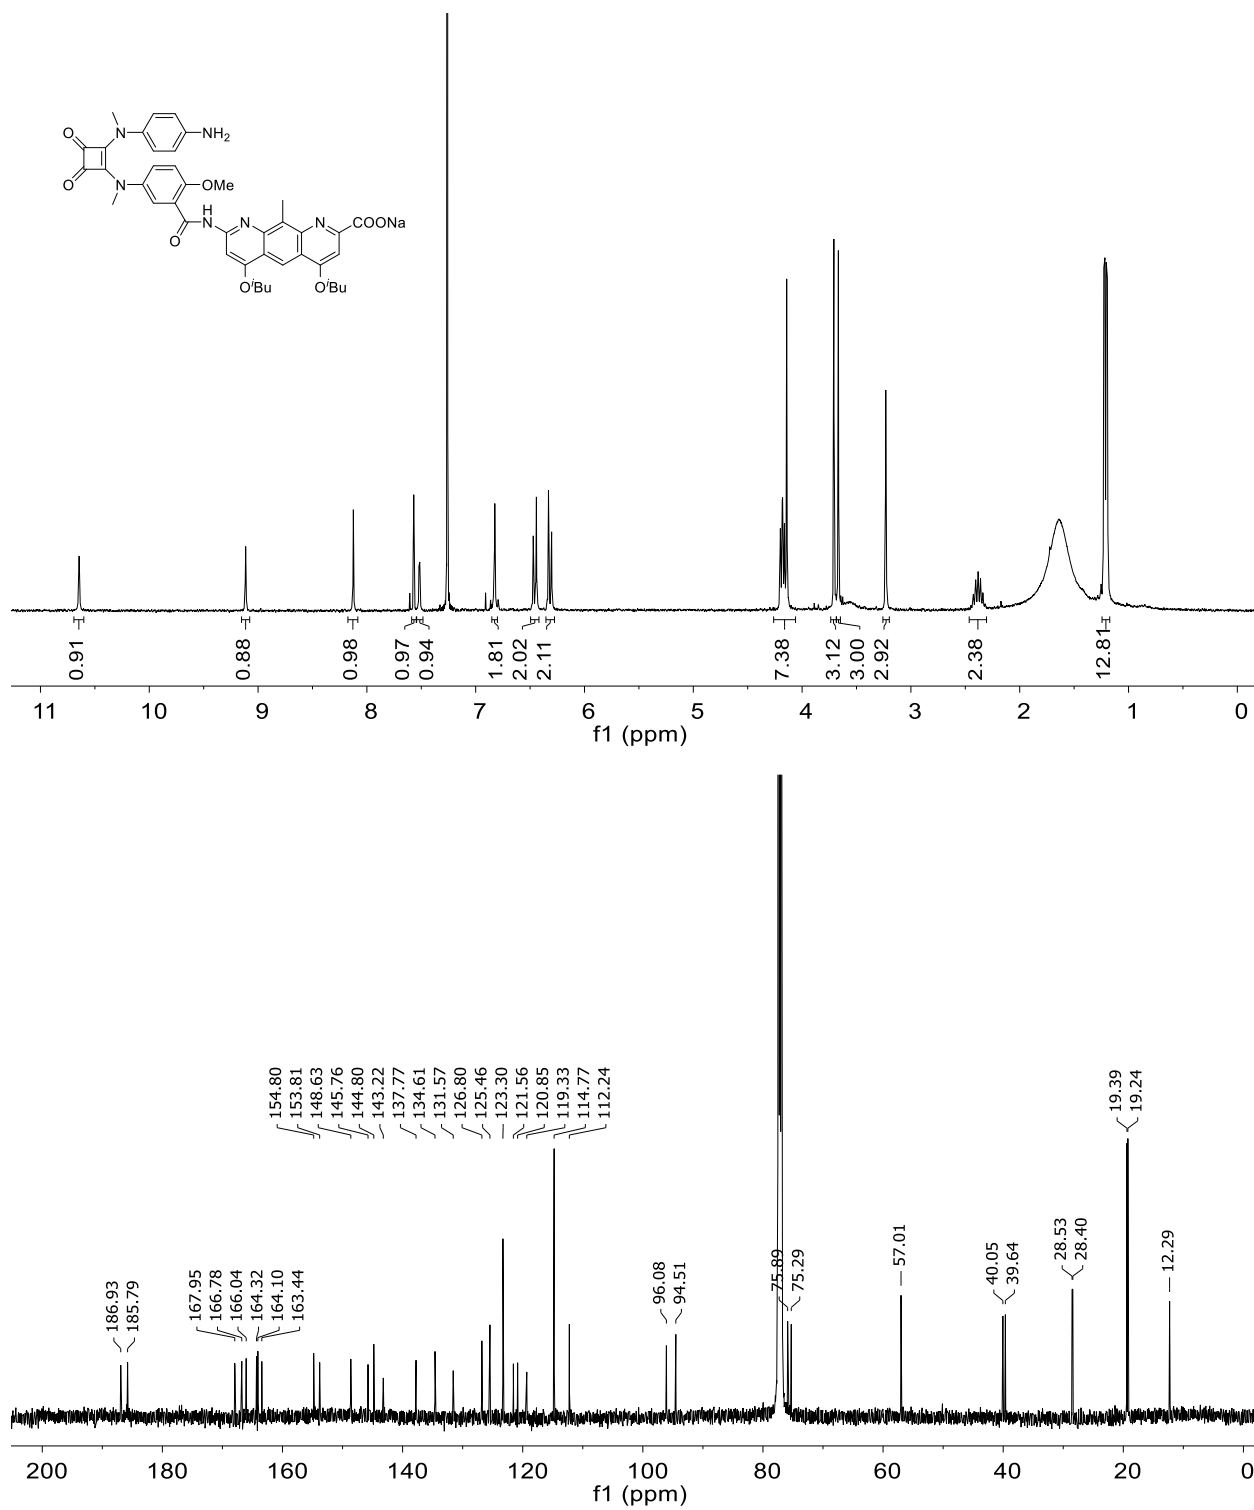 O
N
NH2
O
N
OMe
H
N
N
N
COONa
O
OⁱBu
OⁱBu
0.91
0.88
0.98
0.97
0.94
1.81
2.02
2.11
7.38
3.12
3.00
2.92
2.38
12.81
11 10 9 8 7 6 5 4 3 2 1 0
f1 (ppm)
186.93
185.79
167.95
166.78
166.04
164.32
164.10
163.44
154.80
153.81
148.63
145.76
144.80
143.22
137.77
134.61
131.57
126.80
125.46
123.30
121.56
120.85
119.33
114.77
112.24
96.08
94.51
75.89
75.29
57.01
40.05
39.64
28.53
28.40
19.39
19.24
12.29
200 180 160 140 120 100 80 60 40 20 0
f1 (ppm)